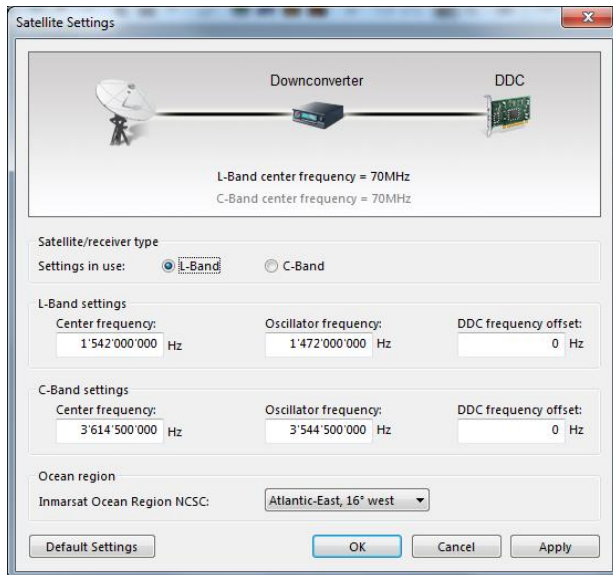 Satellite Settings
Downconverter DDC
L-Band center frequency = 70MHz
C-Band center frequency = 70MHz
Satellite/receiver type
Settings in use: L-Band C-Band
L-Band settings
Center frequency: Oscillator frequency: DDC frequency offset:
1'542'000'000 Hz 1'472'000'000 Hz 0 Hz
C-Band settings
Center frequency: Oscillator frequency: DDC frequency offset:
3'614'500'000 Hz 3'544'500'000 Hz 0 Hz
Ocean region
Inmarsat Ocean Region NCSC: Atlantic-East, 16° west
Default Settings OK Cancel Apply